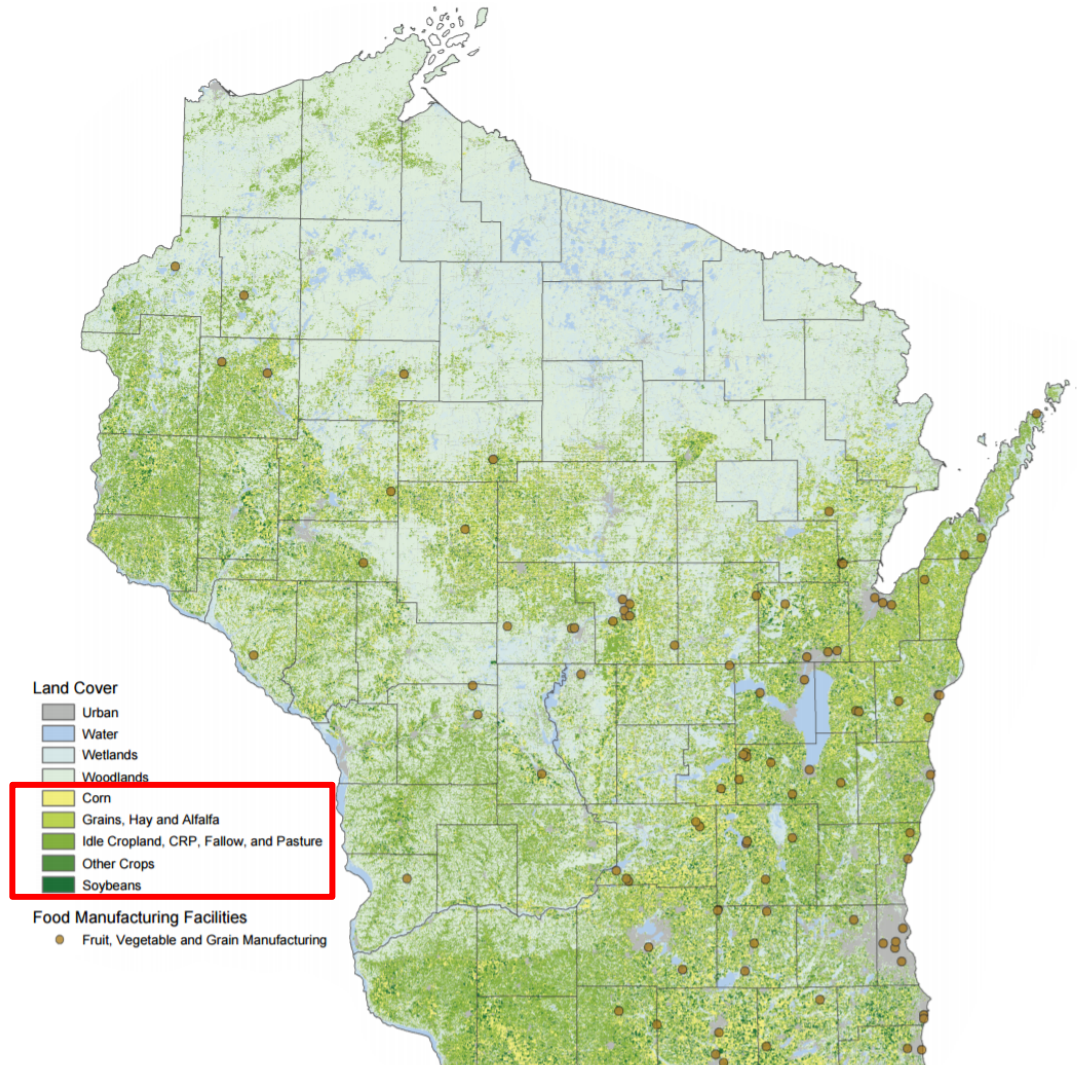 Land Cover
Urban
Water
Wetlands
Woodlands
Corn
Grains, Hay and Alfalfa
Idle Cropland, CRP, Fallow, and Pasture
Other Crops
Soybeans
Food Manufacturing Facilities
Fruit, Vegetable and Grain Manufacturing